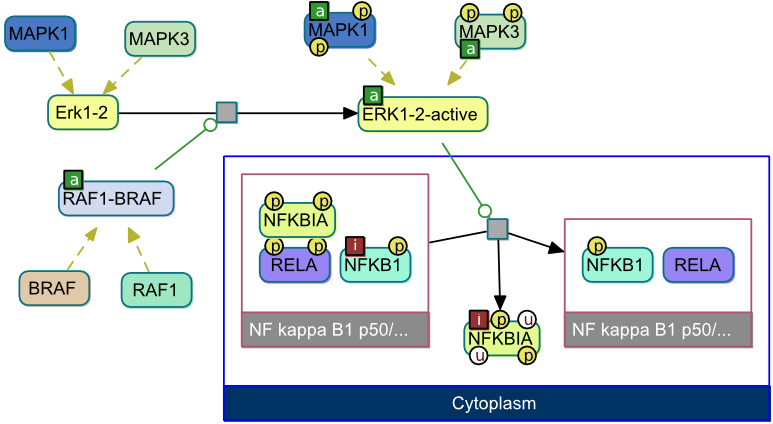 a
p
MAPK1
MAPK3
MAPK1
p
p
p
MAPK3
a
Erk1-2
a
ERK1-2-active
a
RAF1-BRAF
BRAF
RAF1
p
p
NFKBIA
p
p
RELA
i
p
NFKB1
NF kappa B1 p50/...
i
p
u
NFKBIA
u
p
p
NFKB1
RELA
NF kappa B1 p50/...
Cytoplasm